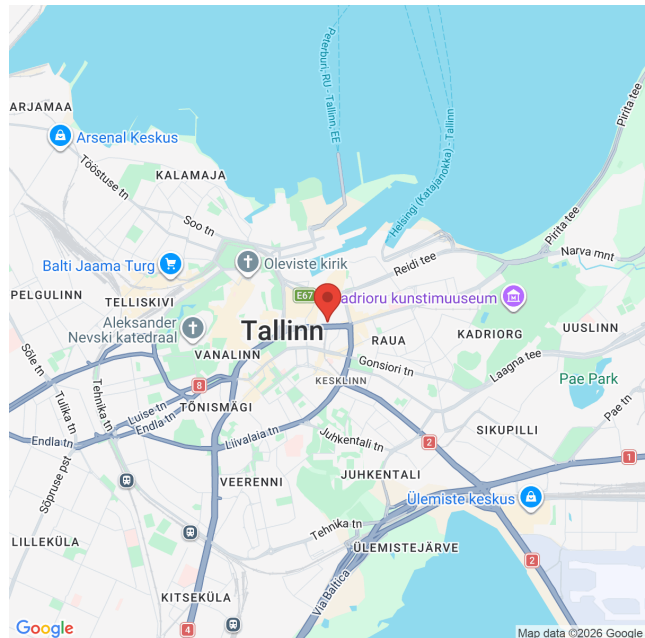 Peterburi, RU - Tallinn, EE
Helsingi (Katajanokka) - Tallinn
Pirita tee
ARJAMAA
Arsenal Keskus
Tööstuse tn
KALAMAJA
Soo tn
Pirita tee
Narva mnt
Reidi tee
Oleviste kirik
Balti Jaama Turg
PELGULINN
TELLISKIVI
E67
adrioru kunstimuuseum
Aleksander
Nevski katedraal
Tallinn
RAUA
KADRIORG
UUSLINN
VANALINN
Gonsiori tn
Laagna tee
Pae Park
Sõle tn
Tulika tn
Tehnika tn
8
KESKLINN
TÕNISMÄGI
Luise tn
Endla tn
Endla tn
Liivalaia tn
Juhkentali tn
2
SIKUPILLI
Pae tn
1
Sõpruse pst
VEERENNI
JUHKENTALI
Ülemiste keskus
LILLEKÜLA
Tehnika tn
ÜLEMISTEJÄRVE
2
Via Baltica
KITSEKÜLA
4
Google
Map data ©2026 Google